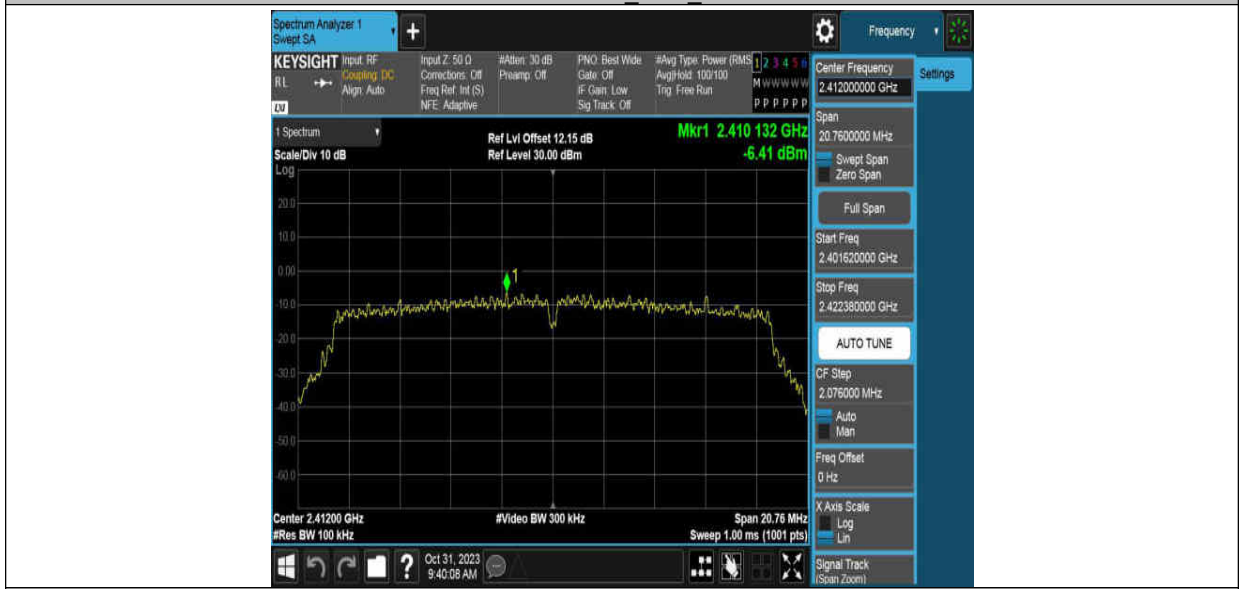 Spectrum Analyzer 1
Swept SA
+
Frequency
KEYSIGHT
RL
LXI
Input: RF
Coupling: DC
Align: Auto
Input Z: 50 Ω
Corrections: Off
Freq Ref: Int (S)
NFE: Adaptive
#Atten: 30 dB
Preamp: Off
PNO: Best Wide
Gate: Off
IF Gain: Low
Sig Track: Off
#Avg Type: Power (RMS
Avg|Hold: 100/100
Trig: Free Run
1 2 3 4 5 6
M W W W W W
P P P P P P
1 Spectrum
Scale/Div 10 dB
Log
Ref Lvl Offset 12.15 dB
Ref Level 30.00 dBm
Mkr1 2.410 132 GHz
-6.41 dBm
20.0
10.0
0.00
-10.0
-20.0
-30.0
-40.0
-50.0
-60.0
1
Center 2.41200 GHz
#Res BW 100 kHz
#Video BW 300 kHz
Span 20.76 MHz
Sweep 1.00 ms (1001 pts)
?
Oct 31, 2023
9:40:08 AM
Center Frequency
2.412000000 GHz
Settings
Span
20.7600000 MHz
Swept Span
Zero Span
Full Span
Start Freq
2.401620000 GHz
Stop Freq
2.422380000 GHz
AUTO TUNE
CF Step
2.076000 MHz
Auto
Man
Freq Offset
0 Hz
X Axis Scale
Log
Lin
Signal Track
(Span Zoom)